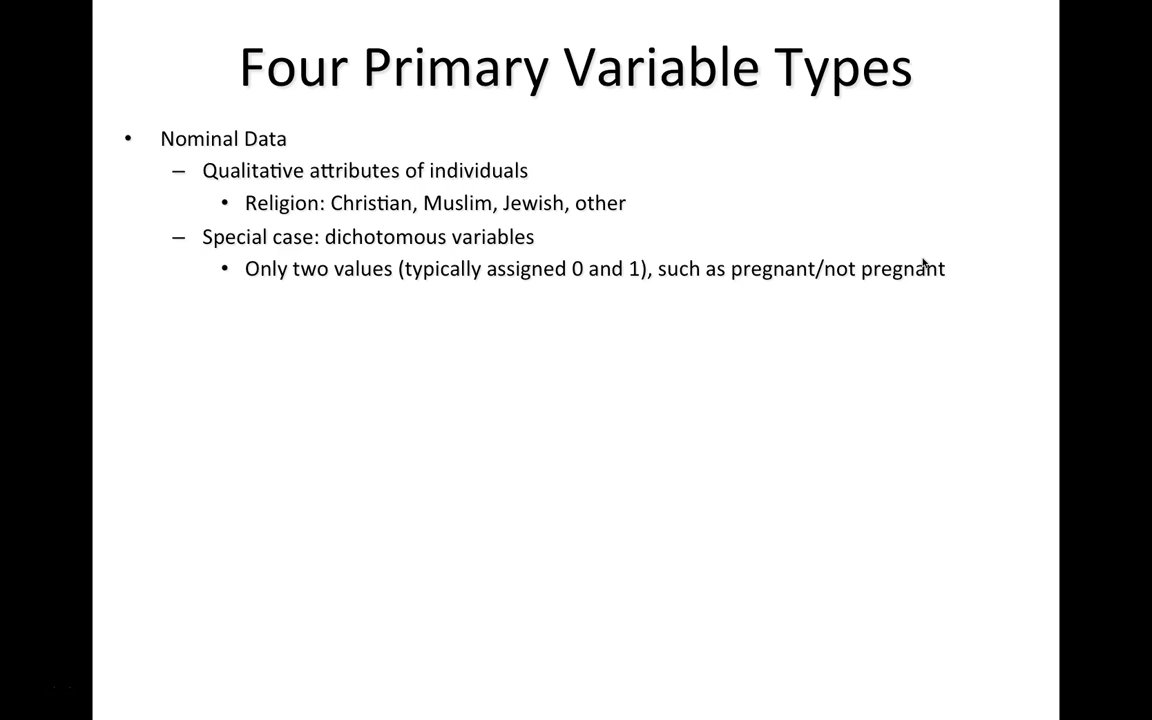 Four Primary Variable Types
• Nominal Data
– Qualitative attributes of individuals
• Religion: Christian, Muslim, Jewish, other
– Special case: dichotomous variables
• Only two values (typically assigned 0 and 1), such as pregnant/not pregnant